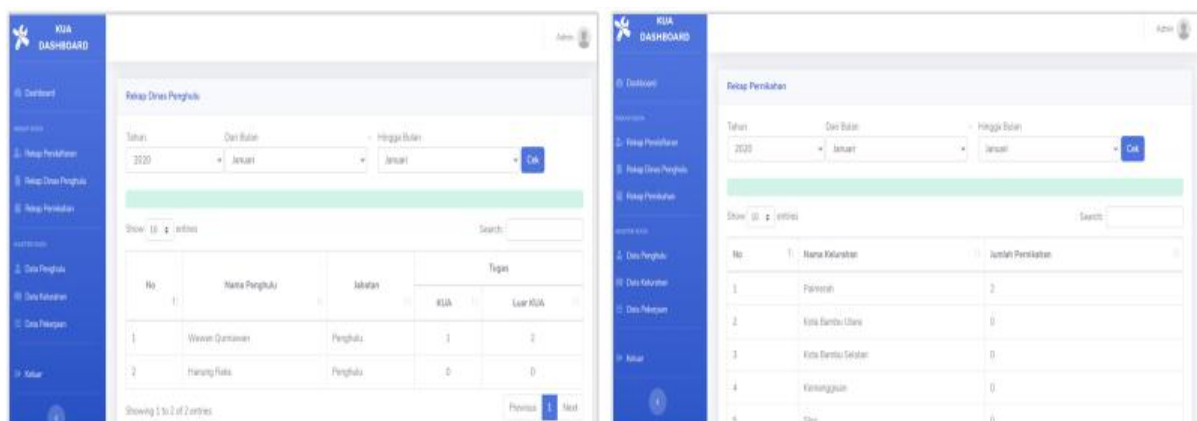 KUA
DASHBOARD
Admin
Dashboard
Rekap Pendaftaran
Rekap Dinas Penghulu
Rekap Pernikahan
Data Penghulu
Data Kelurahan
Data Pekerjaan
Keluar
Rekap Dinas Penghulu
Tahun Dari Bulan - Hingga Bulan
2020 Januari Januari Cek
Show 10 entries Search:
No Nama Penghulu Jabatan Tugas
KUA Luar KUA
1 Wawan Qurniawan Penghulu 1 2
2 Hanung Penghulu 0 0
Showing 1 to 2 of 2 entries Previous 1 Next
KUA
DASHBOARD
Admin
Dashboard
Rekap Pendaftaran
Rekap Dinas Penghulu
Rekap Pernikahan
Data Penghulu
Data Kelurahan
Data Pekerjaan
Keluar
Rekap Pernikahan
Tahun Dari Bulan - Hingga Bulan
2020 Januari Januari Cek
Show 10 entries Search:
No Nama Kelurahan Jumlah Pernikahan
1 Palmerah 2
2 Kota Bambu Utara 0
3 Kota Bambu Selatan 0
4 Kemanggisan 0